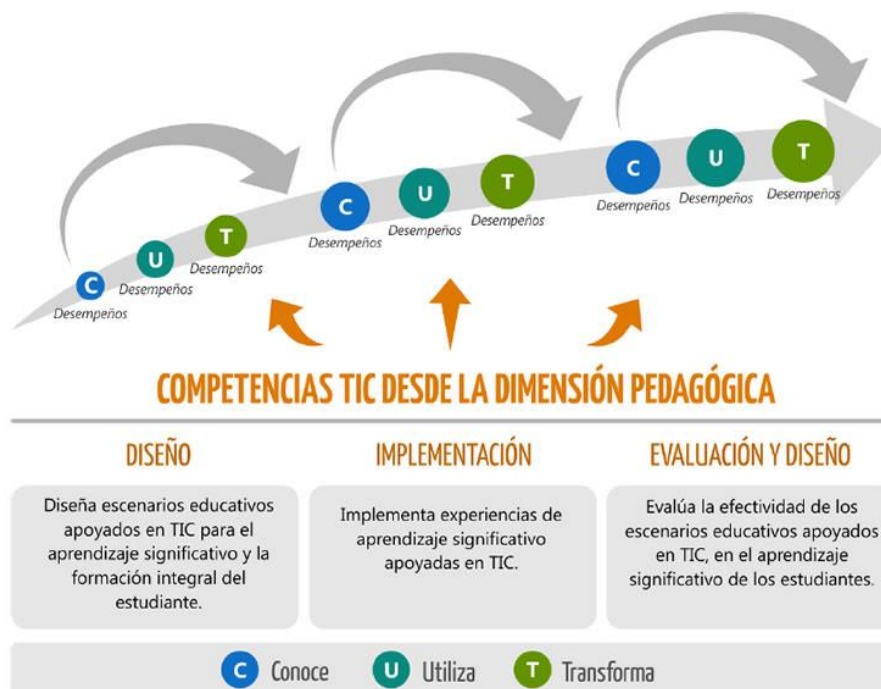 C
U
T
C
U
T
C
U
T
Desempeños
Desempeños
Desempeños
Desempeños
Desempeños
Desempeños
Desempeños
Desempeños
Desempeños
COMPETENCIAS TIC DESDE LA DIMENSIÓN PEDAGÓGICA
DISEÑO
Diseña escenarios educativos
apoyados en TIC para el
aprendizaje significativo y la
formación integral del
estudiante.
IMPLEMENTACIÓN
Implementa experiencias de
aprendizaje significativo
apoyadas en TIC.
EVALUACIÓN Y DISEÑO
Evalúa la efectividad de los
escenarios educativos apoyados
en TIC, en el aprendizaje
significativo de los estudiantes.
C Conoce U Utiliza T Transforma